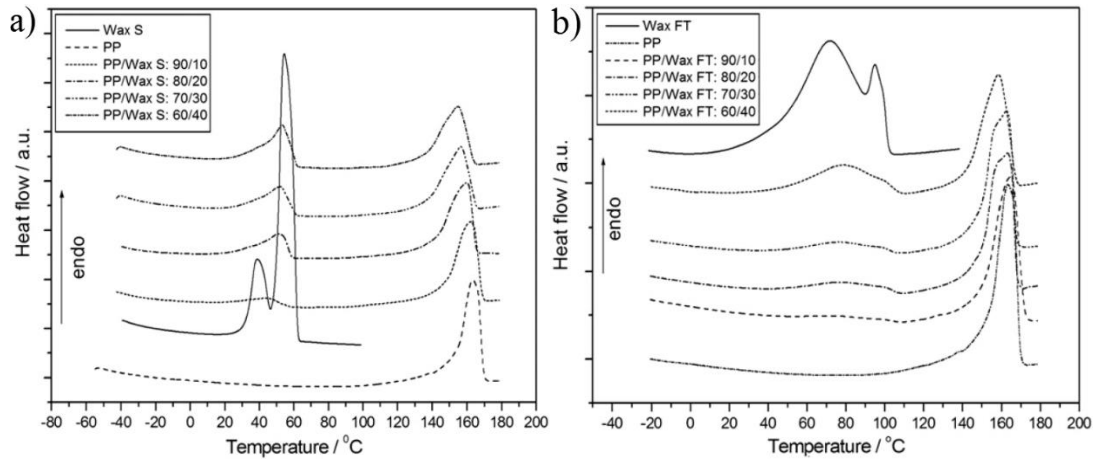 a)
Wax S
PP
PP/Wax S: 90/10
PP/Wax S: 80/20
PP/Wax S: 70/30
PP/Wax S: 60/40
Heat flow / a.u.
endo
-80 -60 -40 -20 0 20 40 60 80 100 120 140 160 180 200
Temperature / °C
b)
Wax FT
PP
PP/Wax FT: 90/10
PP/Wax FT: 80/20
PP/Wax FT: 70/30
PP/Wax FT: 60/40
Heat flow / a.u.
endo
-40 -20 0 20 40 60 80 100 120 140 160 180 200
Temperature / °C